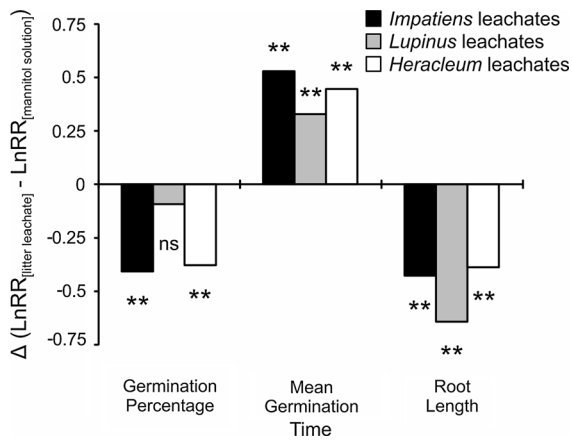 Δ (LnRR[litter leachate] - LnRR[mannitol solution])
0.75
0.5
0.25
0
-0.25
-0.5
-0.75
Impatiens leachates
Lupinus leachates
Heracleum leachates
**
**
**
**
ns
**
**
**
**
Germination
Percentage
Mean
Germination
Time
Root
Length